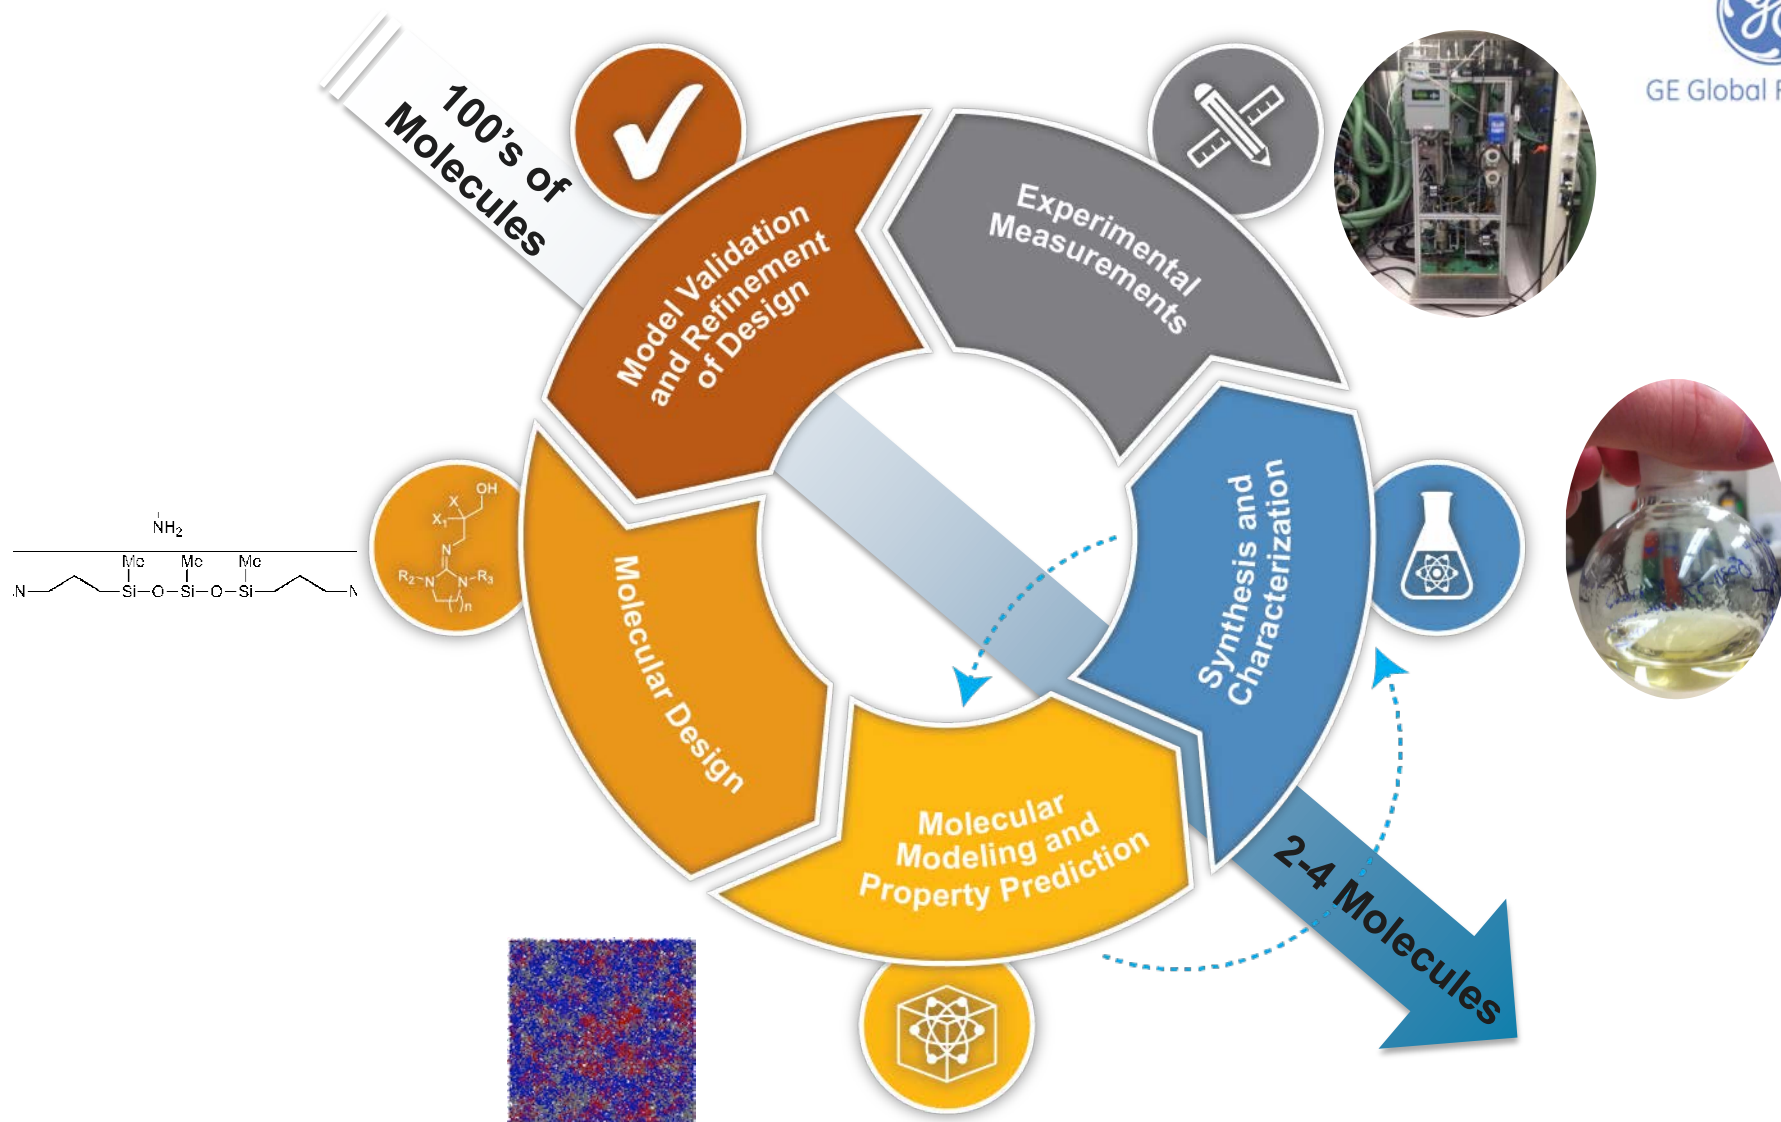 100's of
Molecules
GE Global
Model Validation
and Refinement
of Design
Experimental
Measurements
Synthesis and
Characterization
Molecular Design
Molecular
Modeling and
Property Prediction
2-4 Molecules
NH2
Me Me Me
N Si O Si O Si N
OH
X
X1
N
R2 N N R3
n